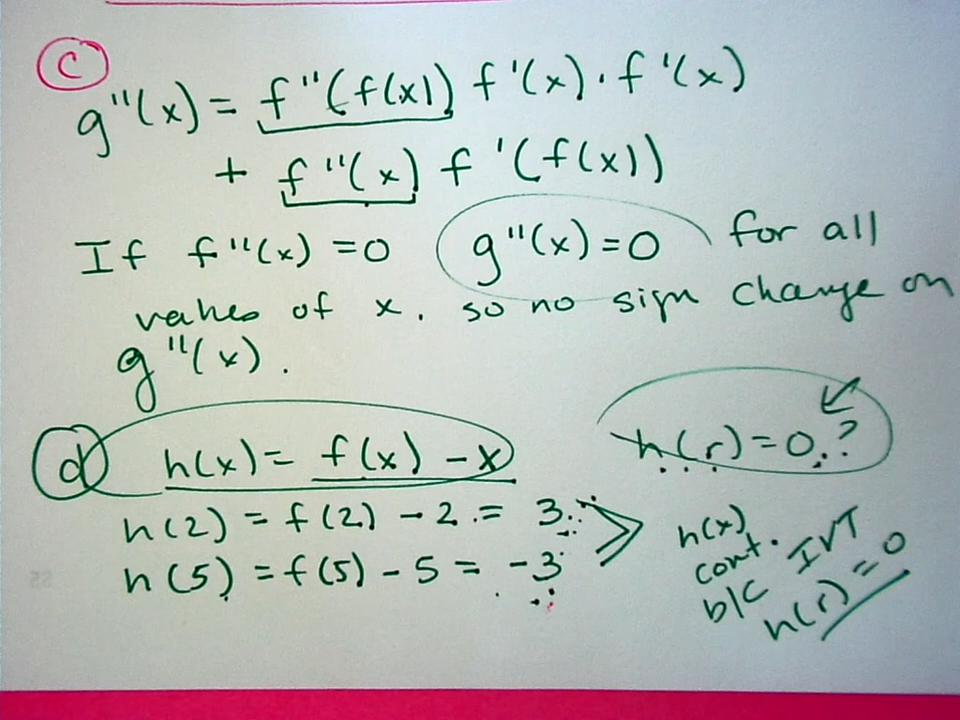 c
g''(x) = f''(f(x)) f'(x) · f'(x)
+ f''(x) f'(f(x))
If f''(x) = 0 g''(x) = 0 for all
values of x. so no sign change on
g''(x).
d h(x) = f(x) - x
h(r) = 0 ?
h(2) = f(2) - 2 = 3
h(5) = f(5) - 5 = -3
h(x)
cont.
b/c IVT
h(r) = 0